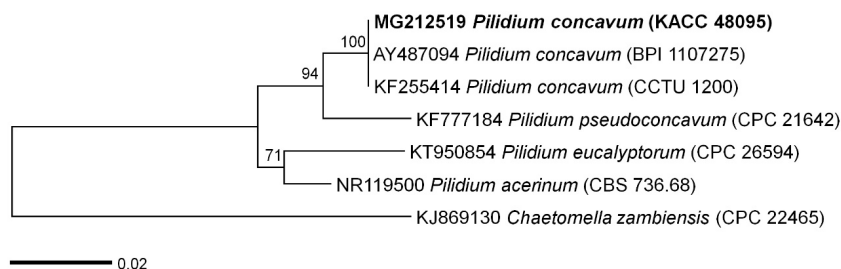 MG212519 Pilidium concavum (KACC 48095)
100
AY487094 Pilidium concavum (BPI 1107275)
94
KF255414 Pilidium concavum (CCTU 1200)
KF777184 Pilidium pseudoconcavum (CPC 21642)
71
KT950854 Pilidium eucalyptorum (CPC 26594)
NR119500 Pilidium acerinum (CBS 736.68)
KJ869130 Chaetomella zambiensis (CPC 22465)
0.02